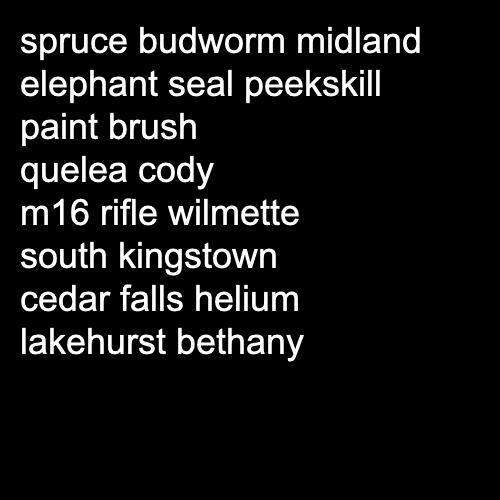 spruce budworm midland
elephant seal peekskill
paint brush
quelea cody
m16 rifle wilmette
south kingstown
cedar falls helium
lakehurst bethany